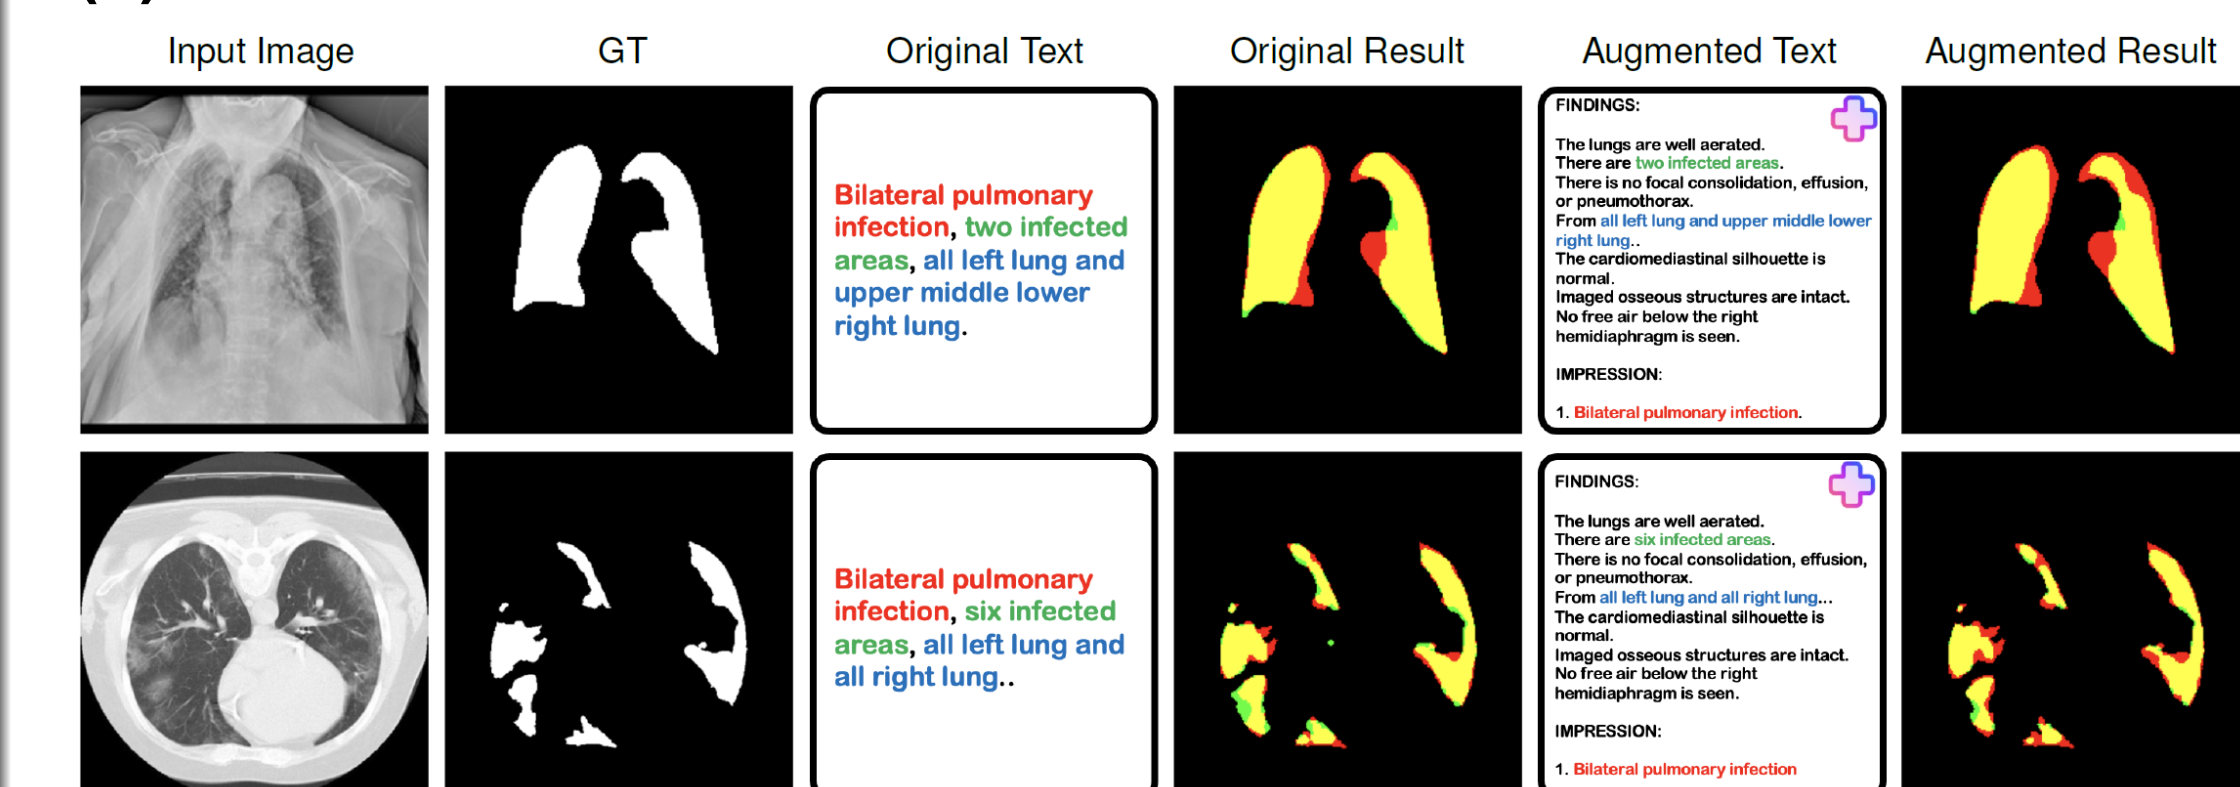 Input Image
GT
Original Text
Original Result
Augmented Text
Augmented Result
Bilateral pulmonary
infection, two infected
areas, all left lung and
upper middle lower
right lung.
FINDINGS:
The lungs are well aerated.
There are two infected areas.
There is no focal consolidation, effusion,
or pneumothorax.
From all left lung and upper middle lower
right lung..
The cardiomediastinal silhouette is
normal.
Imaged osseous structures are intact.
No free air below the right
hemidiaphragm is seen.
IMPRESSION:
1. Bilateral pulmonary infection.
Bilateral pulmonary
infection, six infected
areas, all left lung and
all right lung..
FINDINGS:
The lungs are well aerated.
There are six infected areas.
There is no focal consolidation, effusion,
or pneumothorax.
From all left lung and all right lung...
The cardiomediastinal silhouette is
normal.
Imaged osseous structures are intact.
No free air below the right
hemidiaphragm is seen.
IMPRESSION:
1. Bilateral pulmonary infection